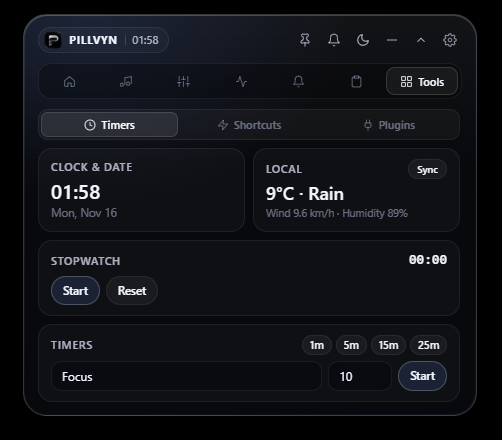 PILLVYN 01:58
Tools
Timers Shortcuts Plugins
CLOCK & DATE
01:58
Mon, Nov 16
LOCAL Sync
9°C · Rain
Wind 9.6 km/h · Humidity 89%
STOPWATCH 00:00
Start Reset
TIMERS 1m 5m 15m 25m
Focus 10 Start